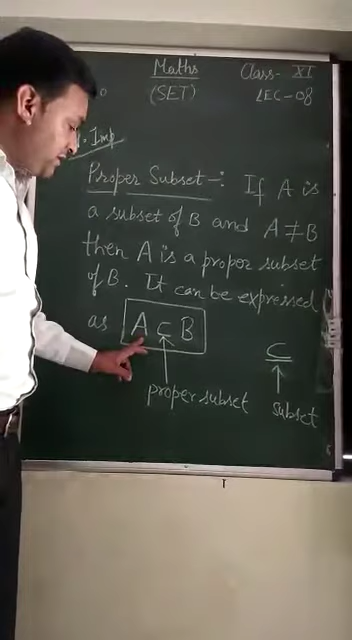 Maths Class- XI
(SET) LEC-08
Imp
Proper Subset-: If A is
a subset of B and A ≠ B
then A is a proper subset
of B. It can be expressed
as A ⊂ B
⊆
proper subset
Subset